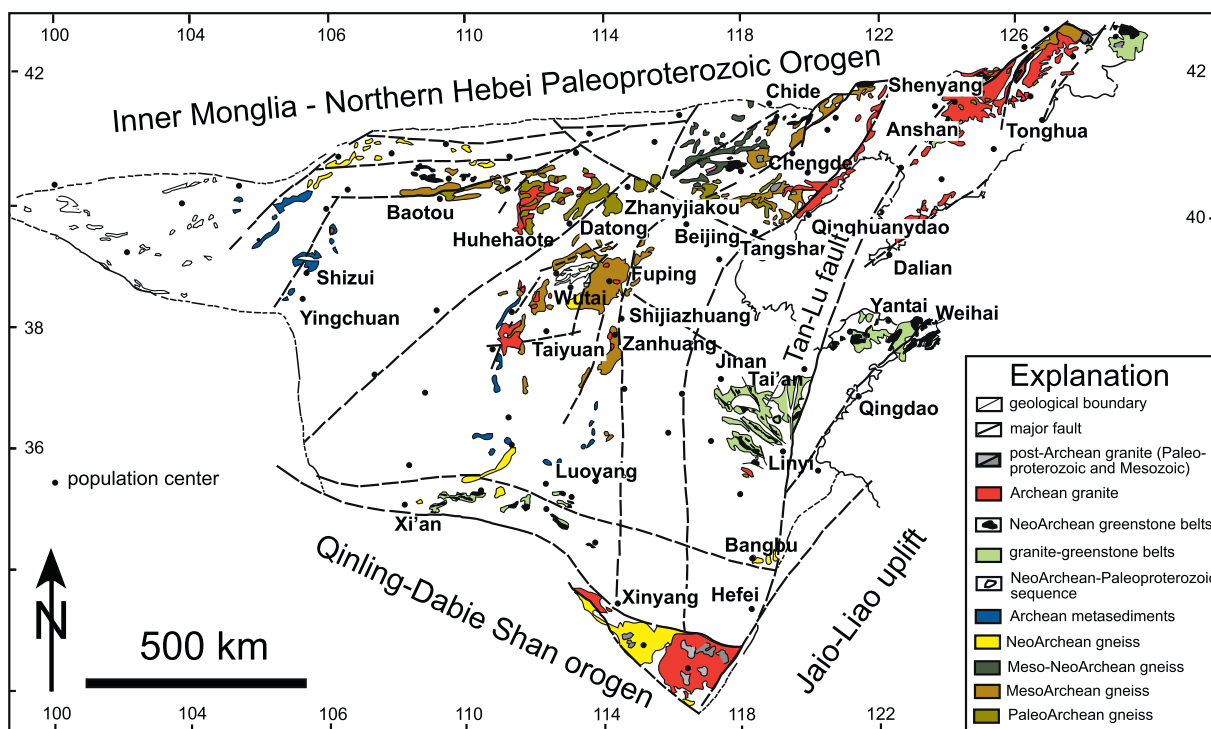 100 104 106 108 110 114 118 122 126
42
42
Inner Monglia - Northern Hebei Paleoproterozoic Orogen
Chide
Shenyang
Anshan
Tonghua
Chengde
Baotou
Zhanyjiakou
40
Huhehaote
Datong
Beijing
Qinghuanydao
Tangshar
Dalian
Shizui
Fuping
Wutai
Tan-Lu fault
Yingchuan
Yantai
Weihai
38
Shijiazhuang
Taiyuan
Zanhuang
Jinan
Tai'an
Qingdao
36
Luoyang
Linyi
population center
Xi'an
Bangbu
Qinling-Dabie Shan orogen
Xinyang
Hefei
Jaio-Liao uplift
N
500 km
Explanation
geological boundary
major fault
post-Archean granite (Paleo-
proterozoic and Mesozoic)
Archean granite
NeoArchean greenstone belts
granite-greenstone belts
NeoArchean-Paleoproterozoic
sequence
Archean metasediments
NeoArchean gneiss
Meso-NeoArchean gneiss
MesoArchean gneiss
PaleoArchean gneiss
100 104 106 110 114 118 122